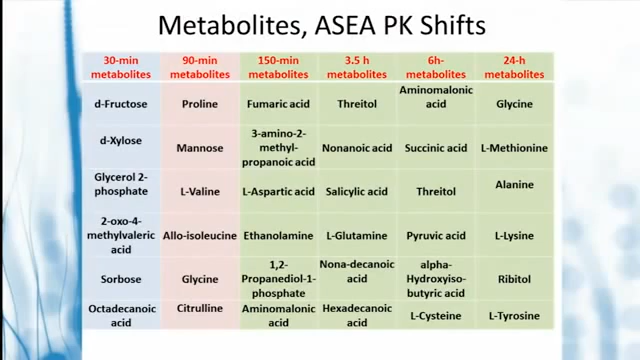 Metabolites, ASEA PK Shifts
30-min metabolites 90-min metabolites 150-min metabolites 3.5 h metabolites 6h- metabolites 24-h metabolites
d-Fructose Proline Fumaric acid Threitol Aminomalonic acid Glycine
d-Xylose Mannose 3-amino-2-methyl-propanoic acid Nonanoic acid Succinic acid L-Methionine
Glycerol 2-phosphate L-Valine L-Aspartic acid Salicylic acid Threitol Alanine
2-oxo-4-methylvaleric acid Allo-isoleucine Ethanolamine L-Glutamine Pyruvic acid L-Lysine
Sorbose Glycine 1,2-Propanediol-1-phosphate Nona-decanoic acid alpha-Hydroxyiso-butyric acid Ribitol
Octadecanoic acid Citrulline Aminomalonic acid Hexadecanoic acid L-Cysteine L-Tyrosine